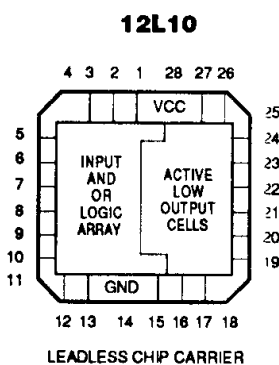 12L10
4 3 2 1 28 27 26
VCC
25
5 24
6 23
7 22
8 21
9 20
10 19
11
INPUT
AND
OR
LOGIC
ARRAY
ACTIVE
LOW
OUTPUT
CELLS
GND
12 13 14 15 16 17 18
LEADLESS CHIP CARRIER